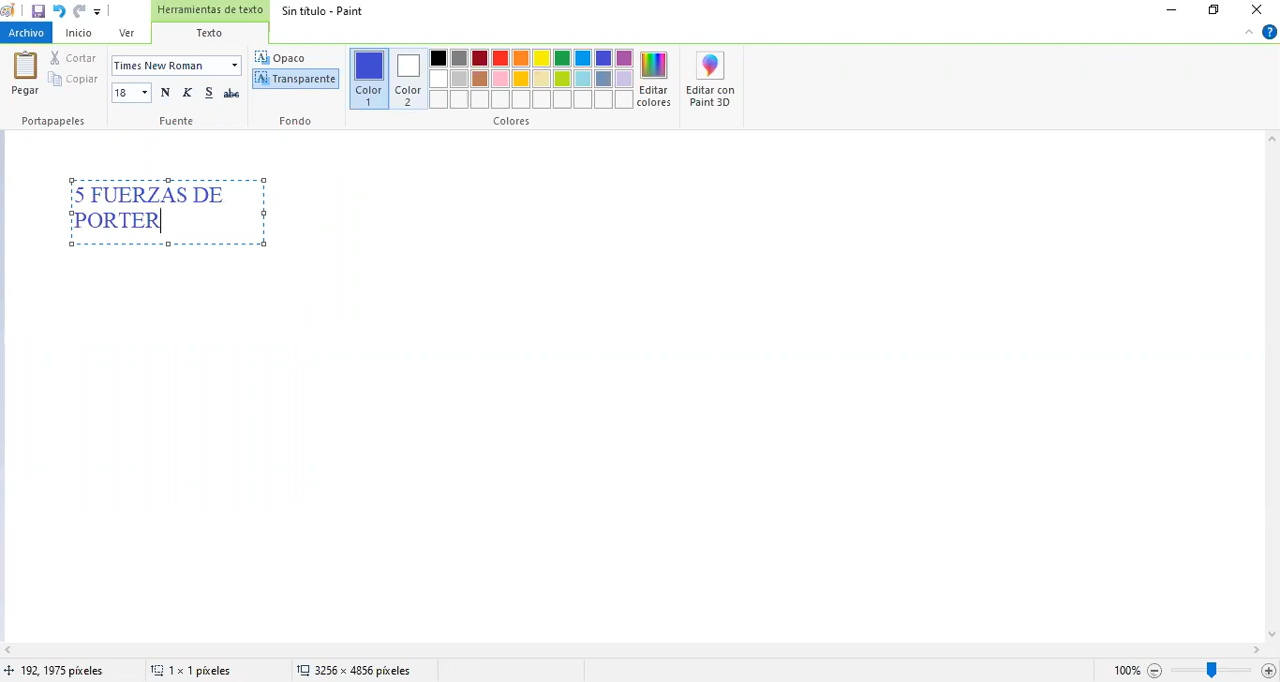 Herramientas de texto
Sin título - Paint
Archivo
Inicio
Ver
Texto
Pegar
Cortar
Copiar
Portapapeles
Times New Roman
18
N
K
S
abc
Fuente
A
Opaco
A
Transparente
Fondo
Color
1
Color
2
Colores
Editar
colores
Editar con
Paint 3D
?
5 FUERZAS DE
PORTER
192, 1975 píxeles
1 × 1 píxeles
3256 × 4856 píxeles
100%